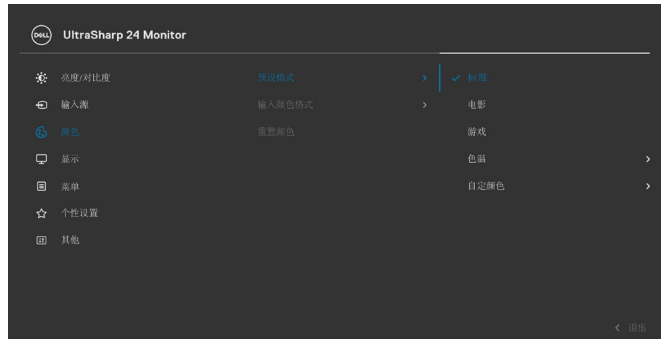 DELL
UltraSharp 24 Monitor
亮度/对比度 预设模式 标准
输入源 输入颜色格式 电影
颜色 重置颜色 游戏
显示 色温
菜单 自定颜色
个性设置
其他
退出